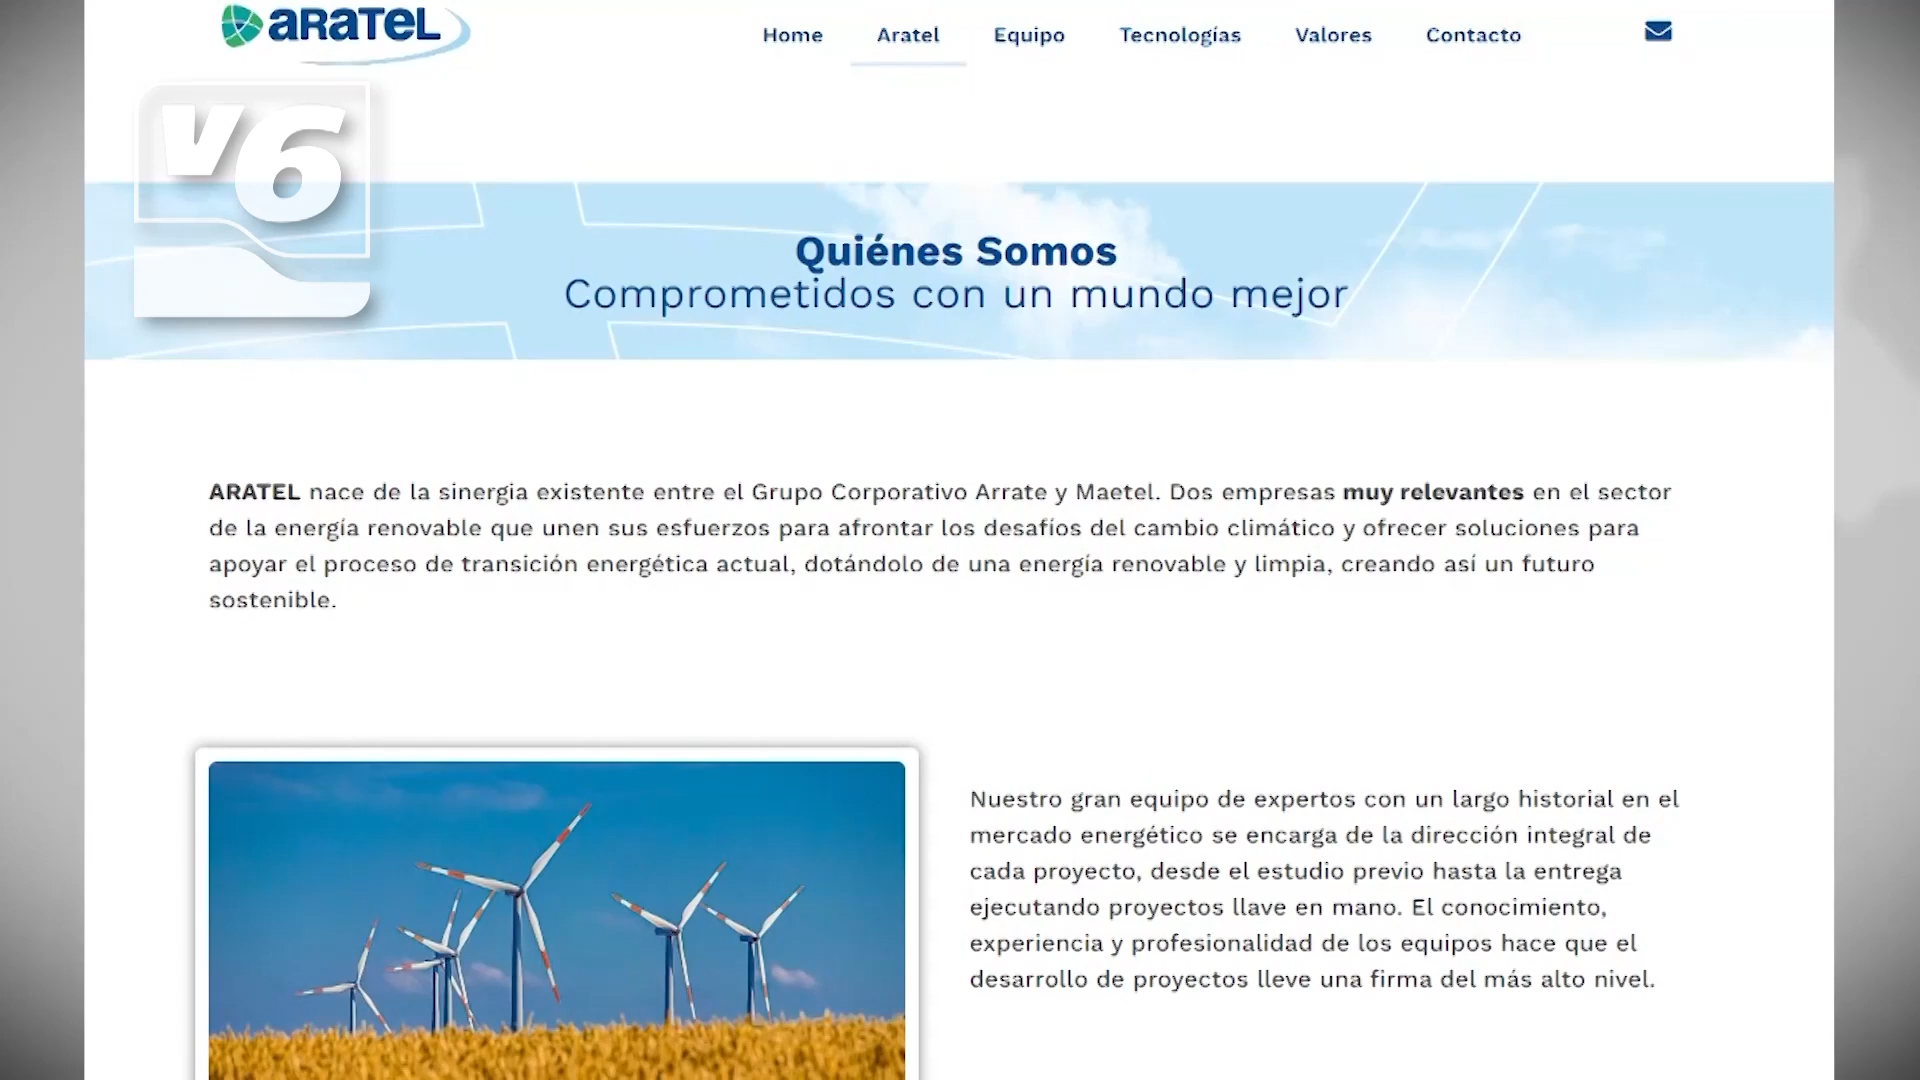 aRaTeL
Home Aratel Equipo Tecnologías Valores Contacto
v6
Quiénes Somos
Comprometidos con un mundo mejor
ARATEL nace de la sinergia existente entre el Grupo Corporativo Arrate y Maetel. Dos empresas muy relevantes en el sector
de la energía renovable que unen sus esfuerzos para afrontar los desafíos del cambio climático y ofrecer soluciones para
apoyar el proceso de transición energética actual, dotándolo de una energía renovable y limpia, creando así un futuro
sostenible.
Nuestro gran equipo de expertos con un largo historial en el
mercado energético se encarga de la dirección integral de
cada proyecto, desde el estudio previo hasta la entrega
ejecutando proyectos llave en mano. El conocimiento,
experiencia y profesionalidad de los equipos hace que el
desarrollo de proyectos lleve una firma del más alto nivel.